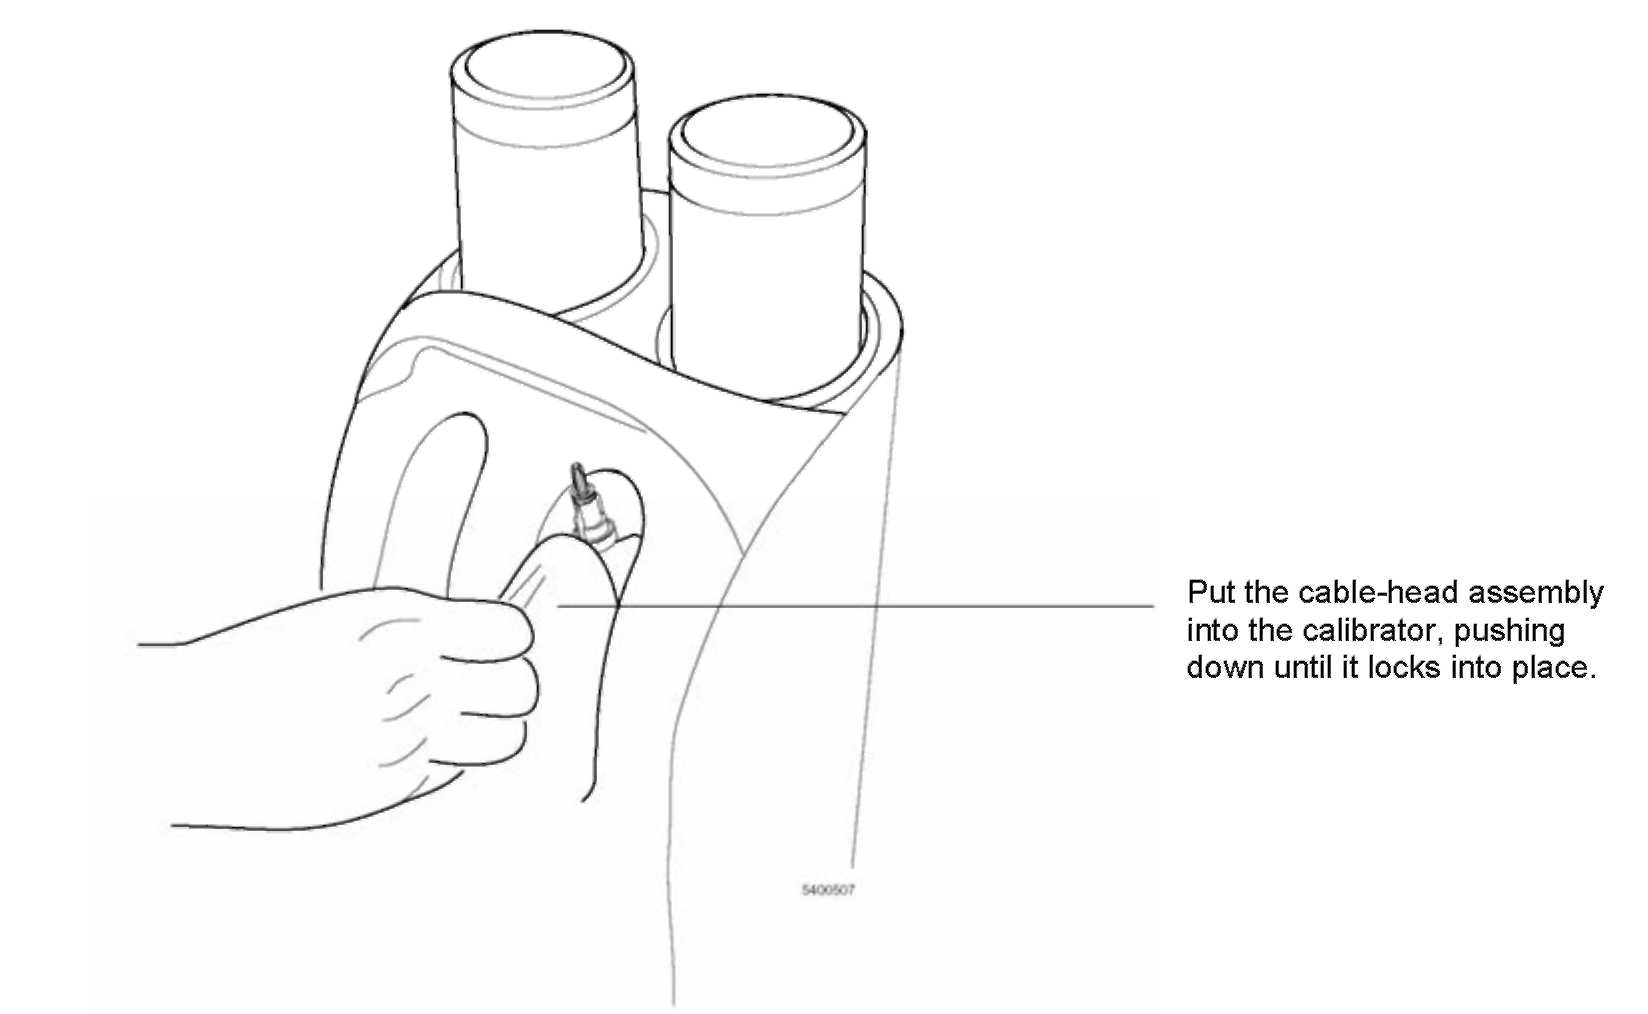 Put the cable-head assembly
into the calibrator, pushing
down until it locks into place.
5400507